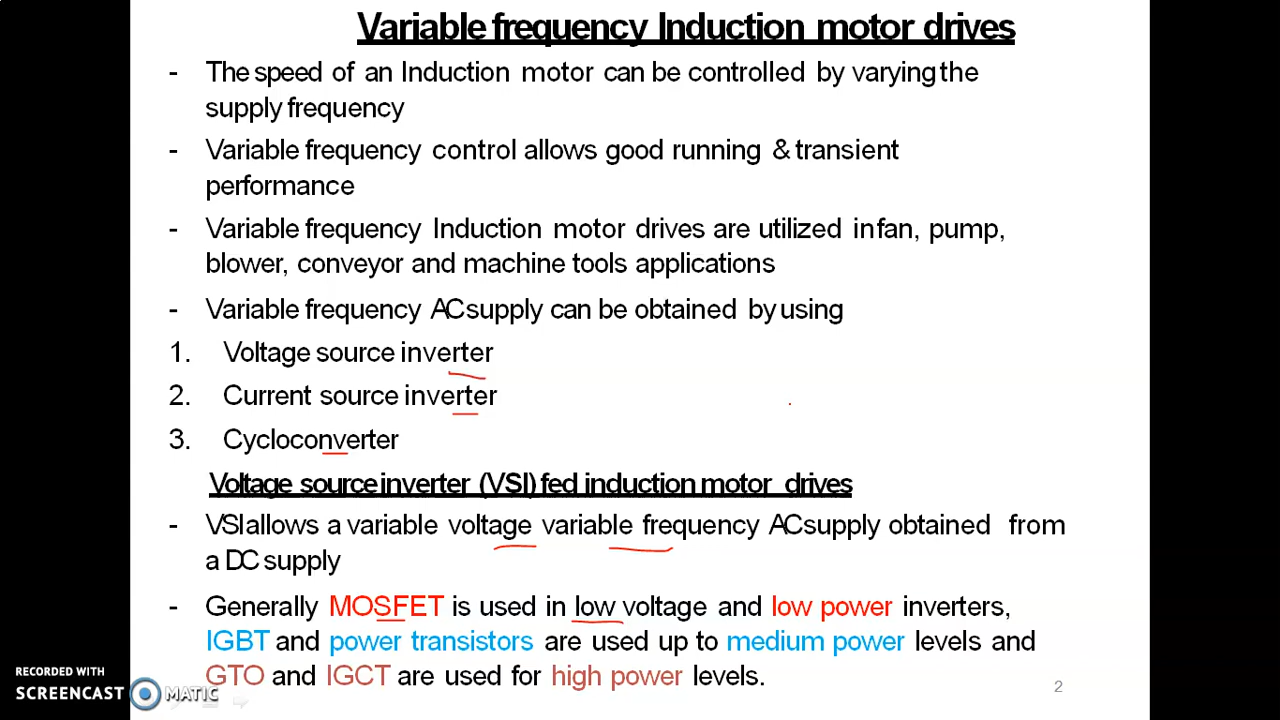 Variable frequency Induction motor drives
- The speed of an Induction motor can be controlled by varying the
supply frequency
- Variable frequency control allows good running & transient
performance
- Variable frequency Induction motor drives are utilized in fan, pump,
blower, conveyor and machine tools applications
- Variable frequency AC supply can be obtained by using
1. Voltage source inverter
2. Current source inverter
3. Cycloconverter
Voltage source inverter (VSI) fed induction motor drives
- VSI allows a variable voltage variable frequency AC supply obtained from
a DC supply
- Generally MOSFET is used in low voltage and low power inverters,
IGBT and power transistors are used up to medium power levels and
GTO and IGCT are used for high power levels.
2
RECORDED WITH
SCREENCAST MATIC